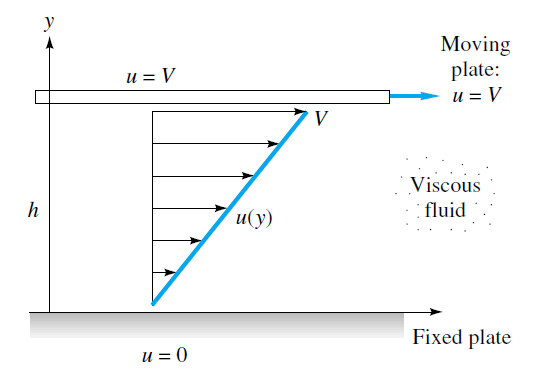 y
u = V
Moving
plate:
u = V
V
Viscous
fluid
h
u(y)
Fixed plate
u = 0